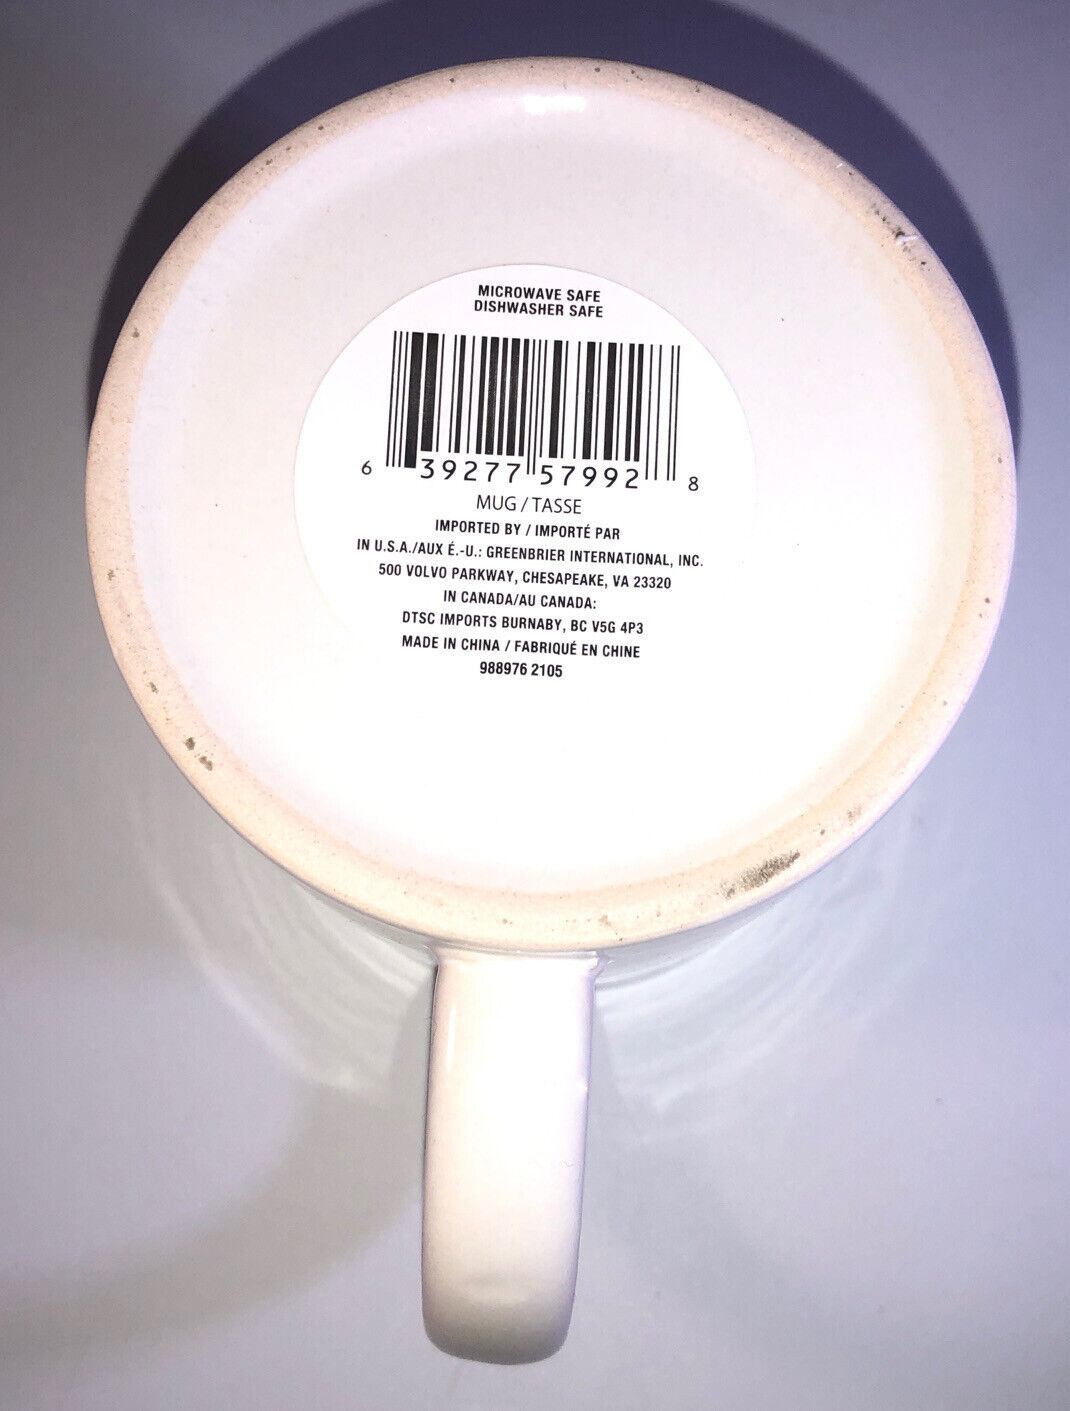 MICROWAVE SAFE
DISHWASHER SAFE
6 39277 57992 8
MUG / TASSE
IMPORTED BY / IMPORTÉ PAR
IN U.S.A./AUX É.-U.: GREENBRIER INTERNATIONAL, INC.
500 VOLVO PARKWAY, CHESAPEAKE, VA 23320
IN CANADA/AU CANADA:
DTSC IMPORTS BURNABY, BC V5G 4P3
MADE IN CHINA / FABRIQUÉ EN CHINE
988976 2105